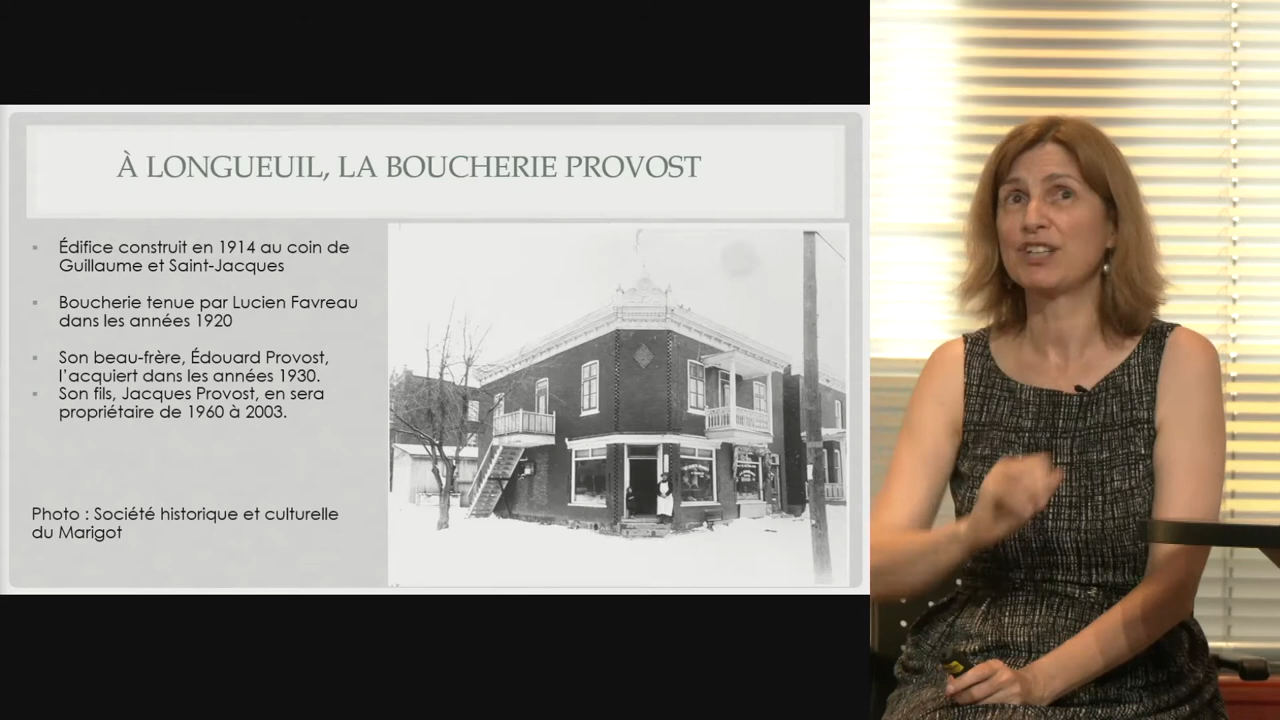 À LONGUEUIL, LA BOUCHERIE PROVOST
▪ Édifice construit en 1914 au coin de
Guillaume et Saint-Jacques
▪ Boucherie tenue par Lucien Favreau
dans les années 1920
▪ Son beau-frère, Édouard Provost,
l’acquiert dans les années 1930.
▪ Son fils, Jacques Provost, en sera
propriétaire de 1960 à 2003.
Photo : Société historique et culturelle
du Marigot